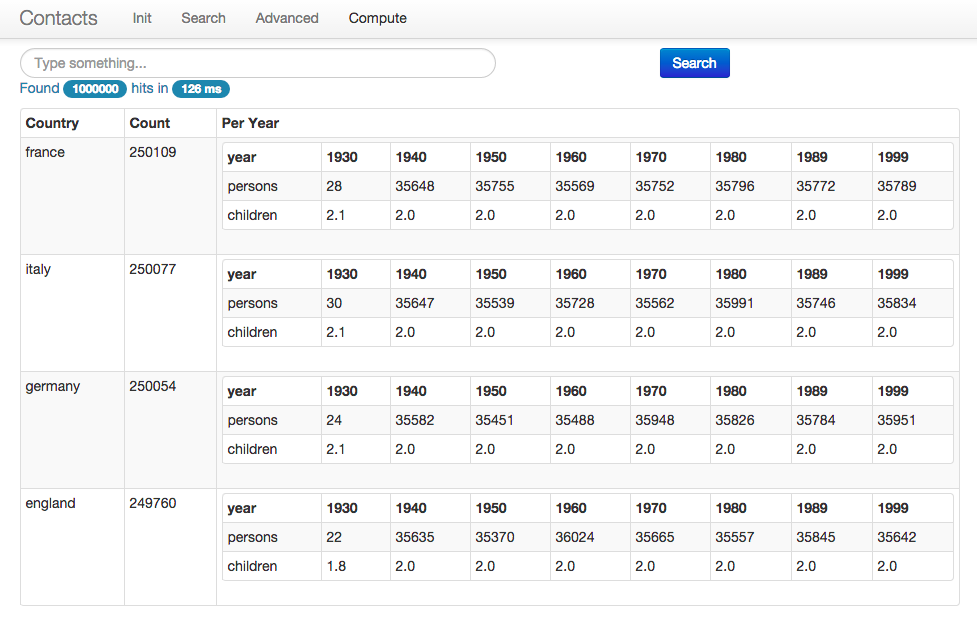 Contacts Init Search Advanced Compute
Type something... Search
Found 1000000 hits in 126 ms
Country Count Per Year
france 250109 year 1930 1940 1950 1960 1970 1980 1989 1999
persons 28 35648 35755 35569 35752 35796 35772 35789
children 2.1 2.0 2.0 2.0 2.0 2.0 2.0 2.0
italy 250077 year 1930 1940 1950 1960 1970 1980 1989 1999
persons 30 35647 35539 35728 35562 35991 35746 35834
children 2.1 2.0 2.0 2.0 2.0 2.0 2.0 2.0
germany 250054 year 1930 1940 1950 1960 1970 1980 1989 1999
persons 24 35582 35451 35488 35948 35826 35784 35951
children 2.1 2.0 2.0 2.0 2.0 2.0 2.0 2.0
england 249760 year 1930 1940 1950 1960 1970 1980 1989 1999
persons 22 35635 35370 36024 35665 35557 35845 35642
children 1.8 2.0 2.0 2.0 2.0 2.0 2.0 2.0